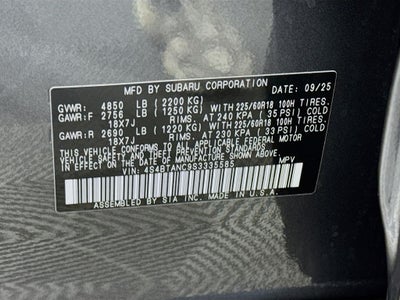 MFD BY SUBARU CORPORATION DATE: 09/25
GVWR: 4850 LB (2200 KG)
GAWR: F 2756 LB (1250 KG) WITH 225/60R18 100H TIRES.
18X7J RIMS. AT 240 KPA (35 PSI) COLD
GAWR: R 2690 LB (1220 KG) WITH 225/60R18 100H TIRES.
18X7J RIMS. AT 230 KPA (33 PSI) COLD
THIS VEHICLE CONFORMS TO ALL APPLICABLE FEDERAL MOTOR
VEHICLE SAFETY STANDARDS IN EFFECT
ON THE DATE OF MANUFACTURE SHOWN ABOVE.
VIN: 4S4BTANC9S3335585 MPV
ASSEMBLED BY SIA INC. MADE IN U.S.A.